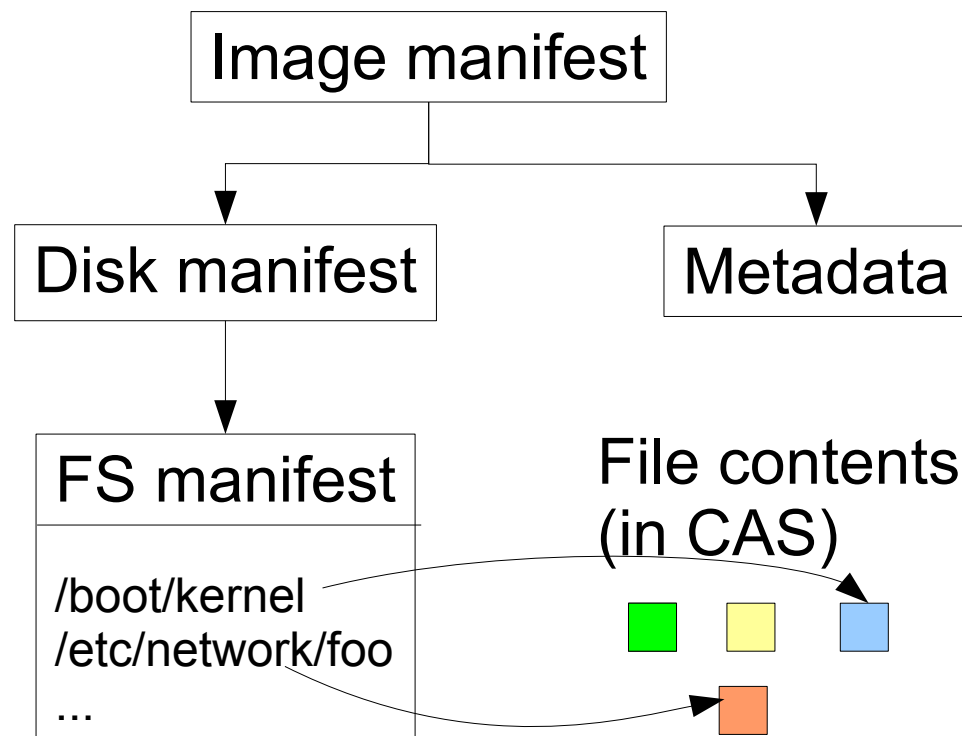 Image manifest
Disk manifest
Metadata
FS manifest
/boot/kernel
/etc/network/foo
...
File contents
(in CAS)